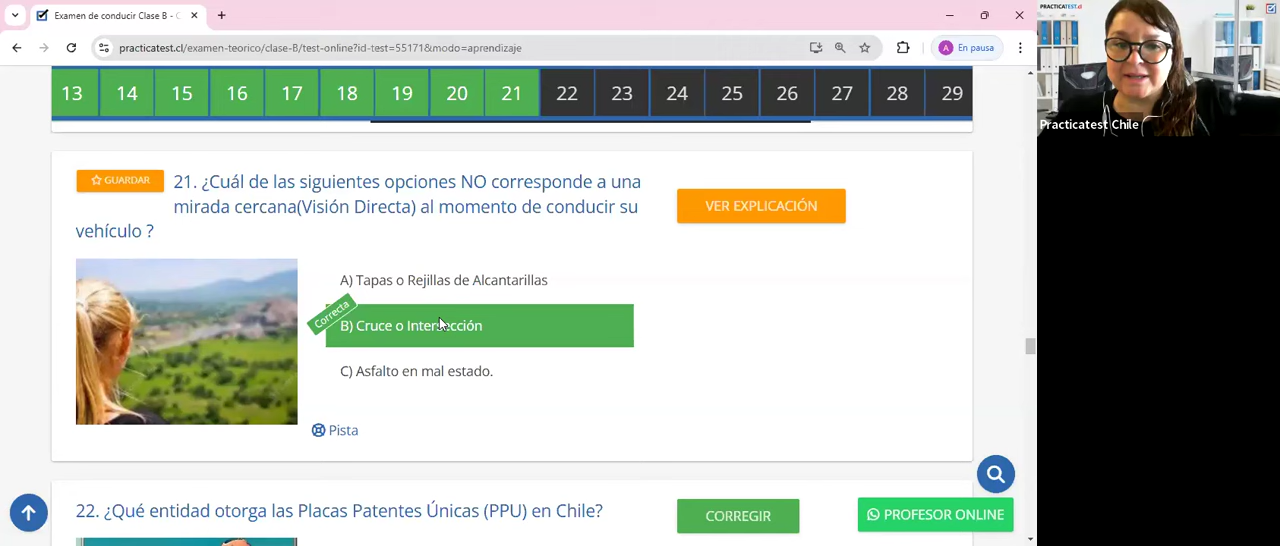 Examen de conducir Clase B - C
practicatest.cl/examen-teorico/clase-B/test-online?id-test=55171&modo=aprendizaje
A
En pausa
PRACTICATEST.cl
Practicatest Chile
13 14 15 16 17 18 19 20 21 22 23 24 25 26 27 28 29
GUARDAR
21. ¿Cuál de las siguientes opciones NO corresponde a una
mirada cercana(Visión Directa) al momento de conducir su
vehículo ?
VER EXPLICACIÓN
A) Tapas o Rejillas de Alcantarillas
Correcta
B) Cruce o Intersección
C) Asfalto en mal estado.
Pista
22. ¿Qué entidad otorga las Placas Patentes Únicas (PPU) en Chile?
CORREGIR
PROFESOR ONLINE